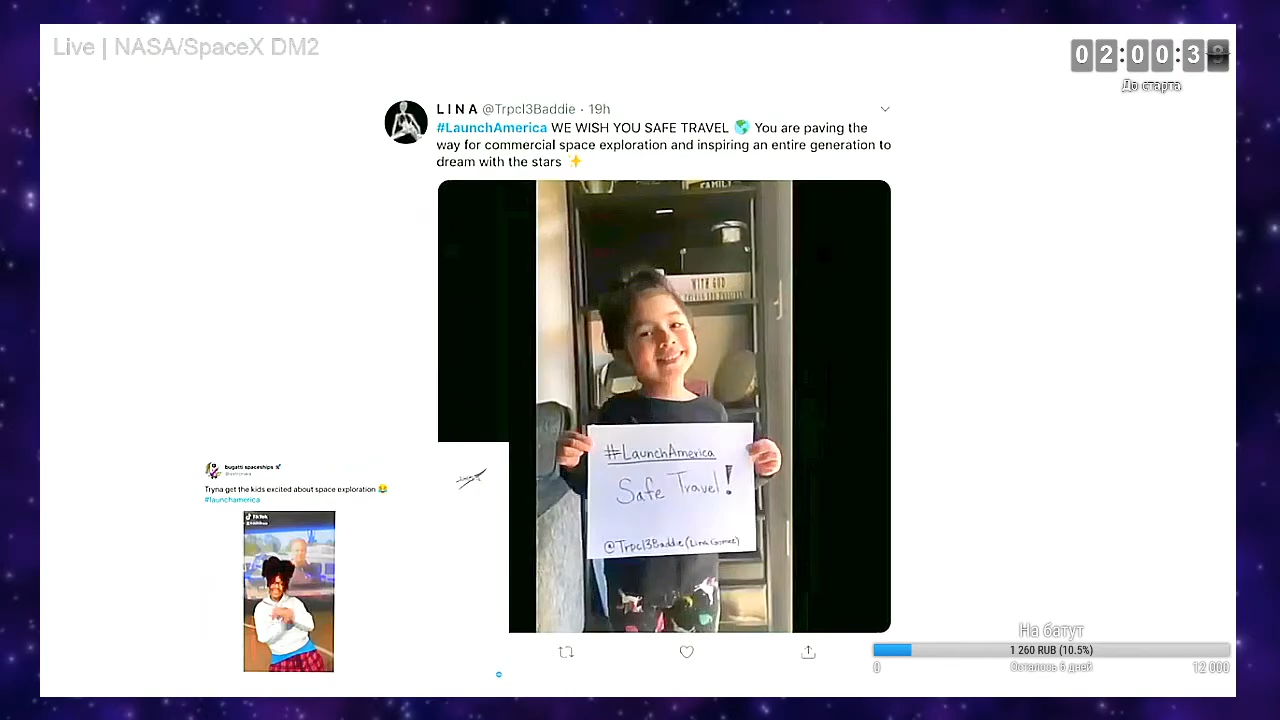 Live | NASA/SpaceX DM2
02:00:3
До старта
L I N A @Trpcl3Baddie · 19h
#LaunchAmerica WE WISH YOU SAFE TRAVEL 🌎 You are paving the
way for commercial space exploration and inspiring an entire generation to
dream with the stars ✨
FAMILY
WITH GOD
#LaunchAmerica
Safe Travel!
@Trpcl3Baddie (Lina Gomez)
bugatti spaceships 🚀
Tryna get the kids excited about space exploration 😂
#launchamerica
TikTok
На батут
1 260 RUB (10.5%)
0 Осталось 6 дней 12 000